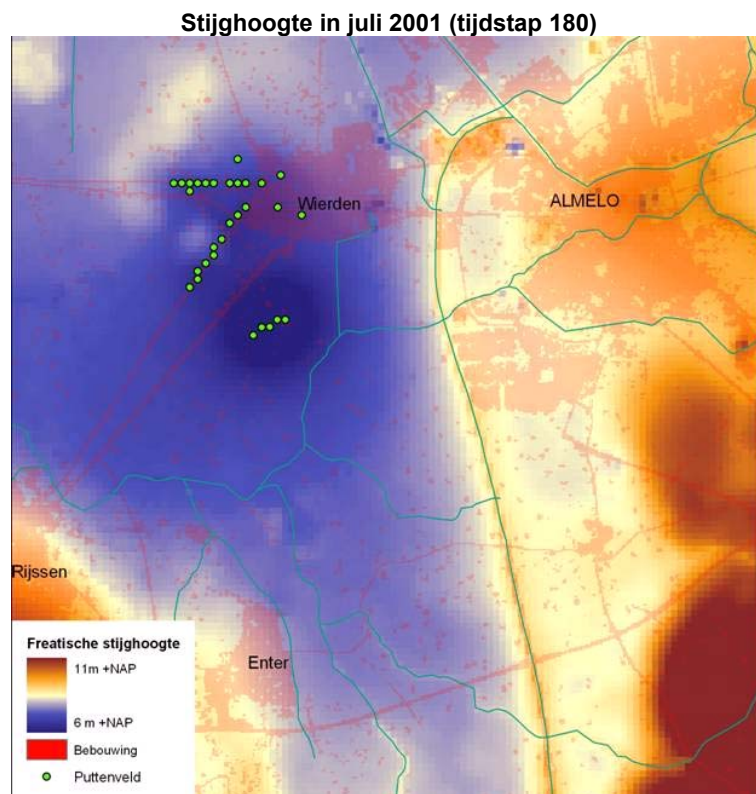 Stijghoogte in juli 2001 (tijdstap 180)
Wierden
ALMELO
Rijssen
Enter
Freatische stijghoogte
11m +NAP
6 m +NAP
Bebouwing
Puttenveld